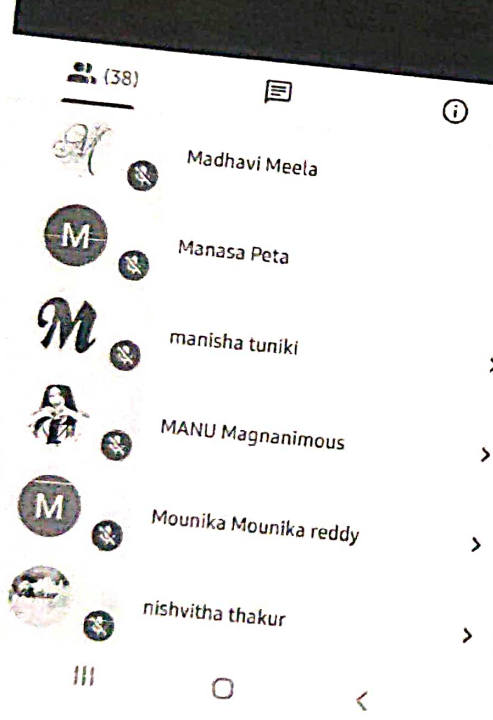 (38)
Madhavi Meela
M
Manasa Peta
M
manisha tuniki
MANU Magnanimous
M
Mounika Mounika reddy
nishvitha thakur